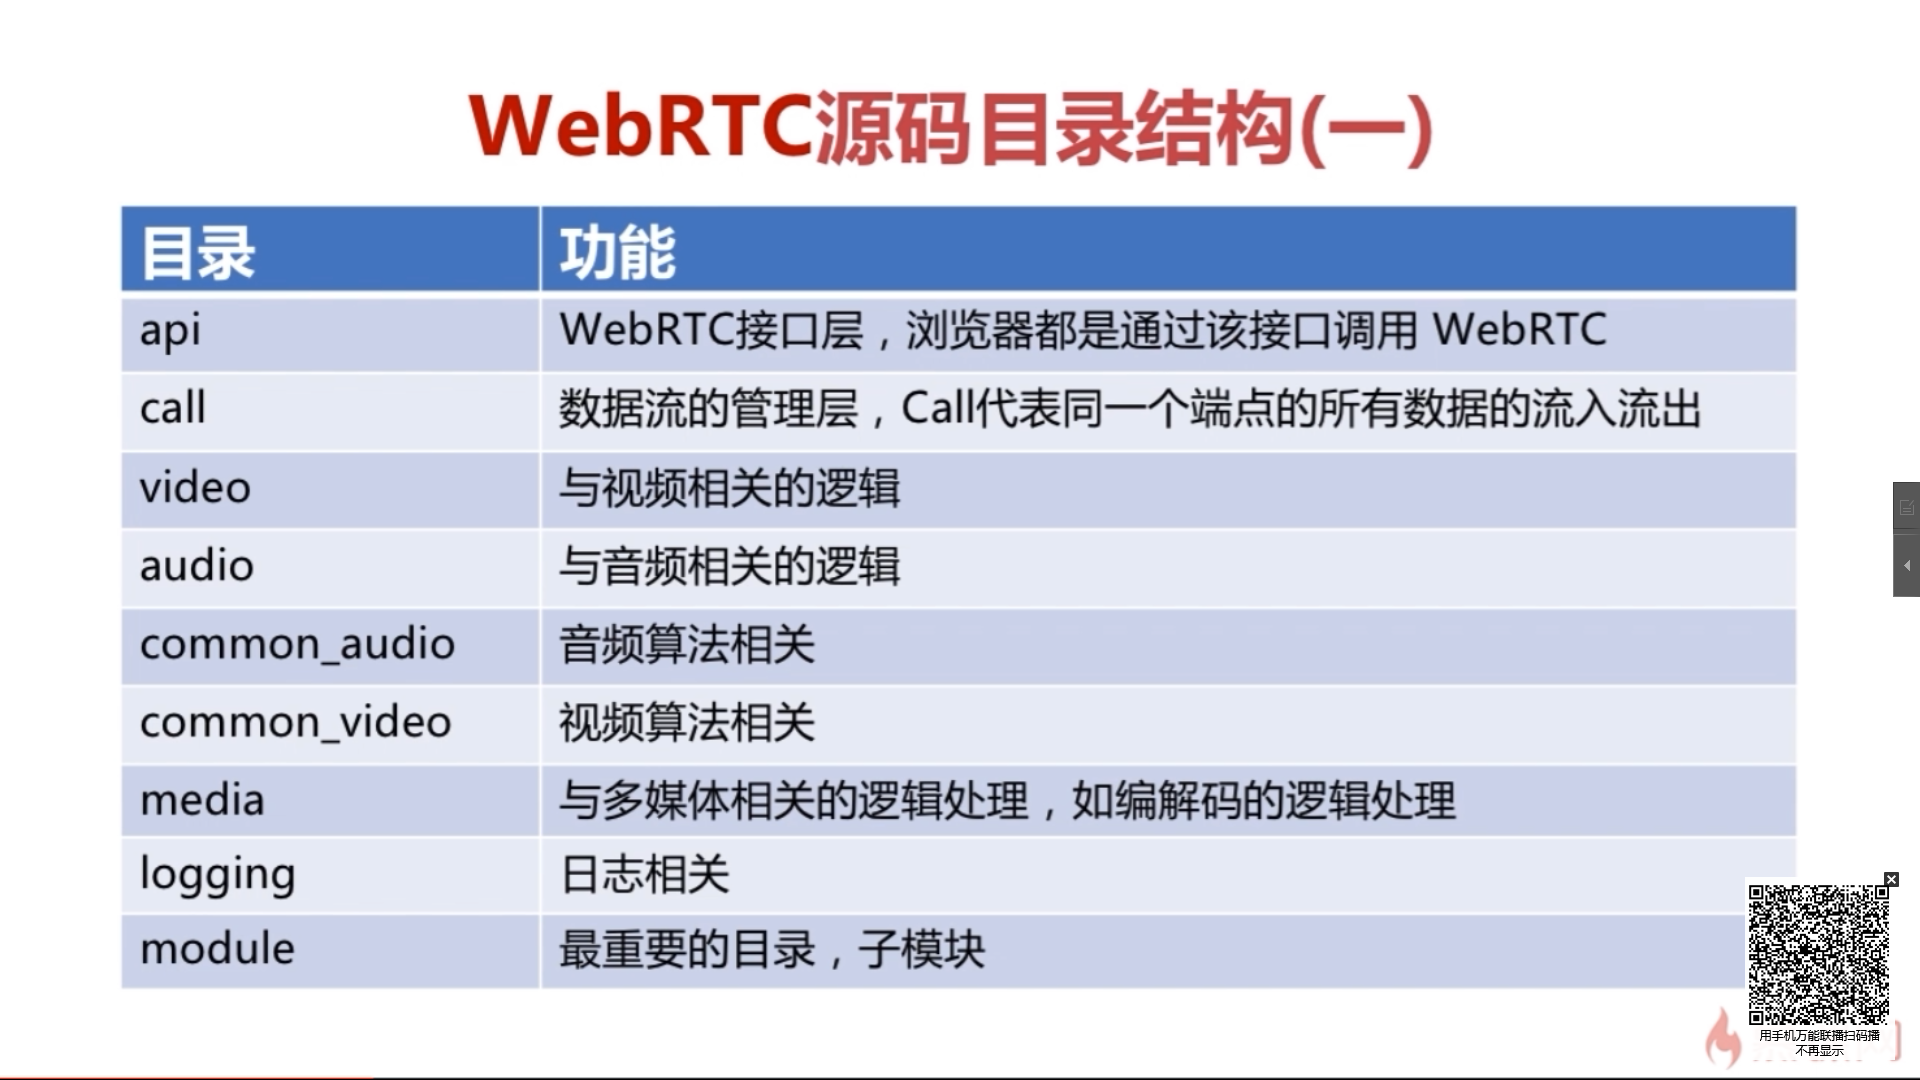 WebRTC源码目录结构(一)
目录 功能
api WebRTC接口层，浏览器都是通过该接口调用 WebRTC
call 数据流的管理层，Call代表同一个端点的所有数据的流入流出
video 与视频相关的逻辑
audio 与音频相关的逻辑
common_audio 音频算法相关
common_video 视频算法相关
media 与多媒体相关的逻辑处理，如编解码的逻辑处理
logging 日志相关
module 最重要的目录，子模块
用手机万能联播扫码播
不再显示